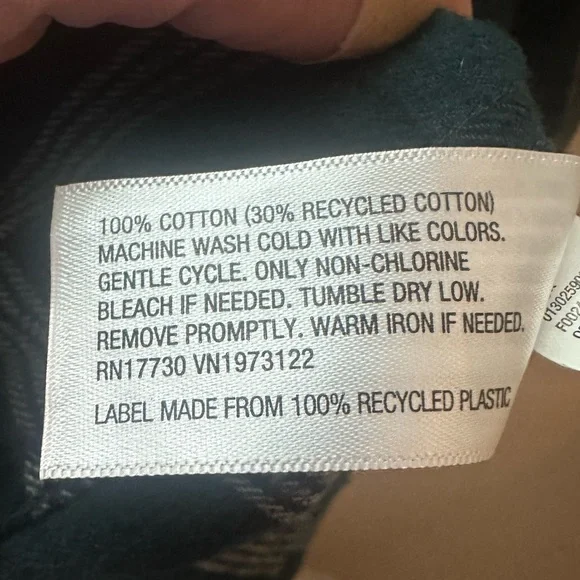 100% COTTON (30% RECYCLED COTTON)
MACHINE WASH COLD WITH LIKE COLORS.
GENTLE CYCLE. ONLY NON-CHLORINE
BLEACH IF NEEDED. TUMBLE DRY LOW.
REMOVE PROMPTLY. WARM IRON IF NEEDED.
RN17730 VN1973122
LABEL MADE FROM 100% RECYCLED PLASTIC